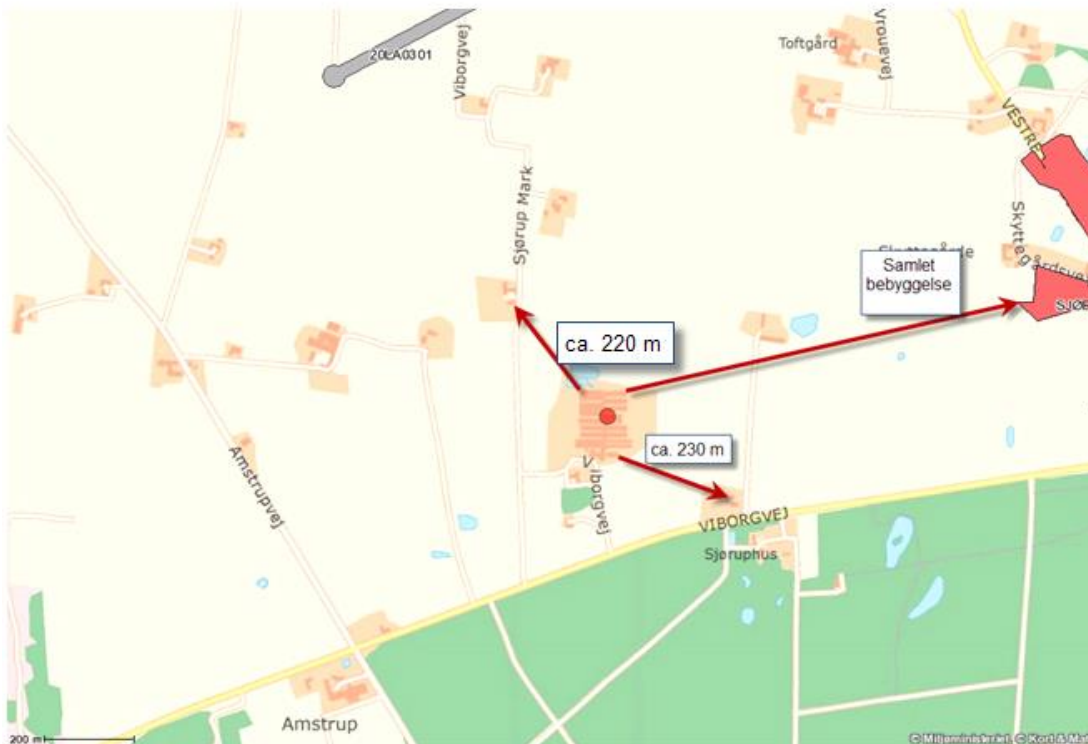 20LA0301
Viborgvej
Toftgård
Vrouevej
VESTRE
Sjørup Mark
Skyttegårdsvej
Samlet
bebyggelse
SJØ
ca. 220 m
ca. 230 m
Viborgvej
Amstrupvej
VIBORGVEJ
Sjøruphus
Amstrup
200 m
© Miljøministeriet, © Kort & Mat